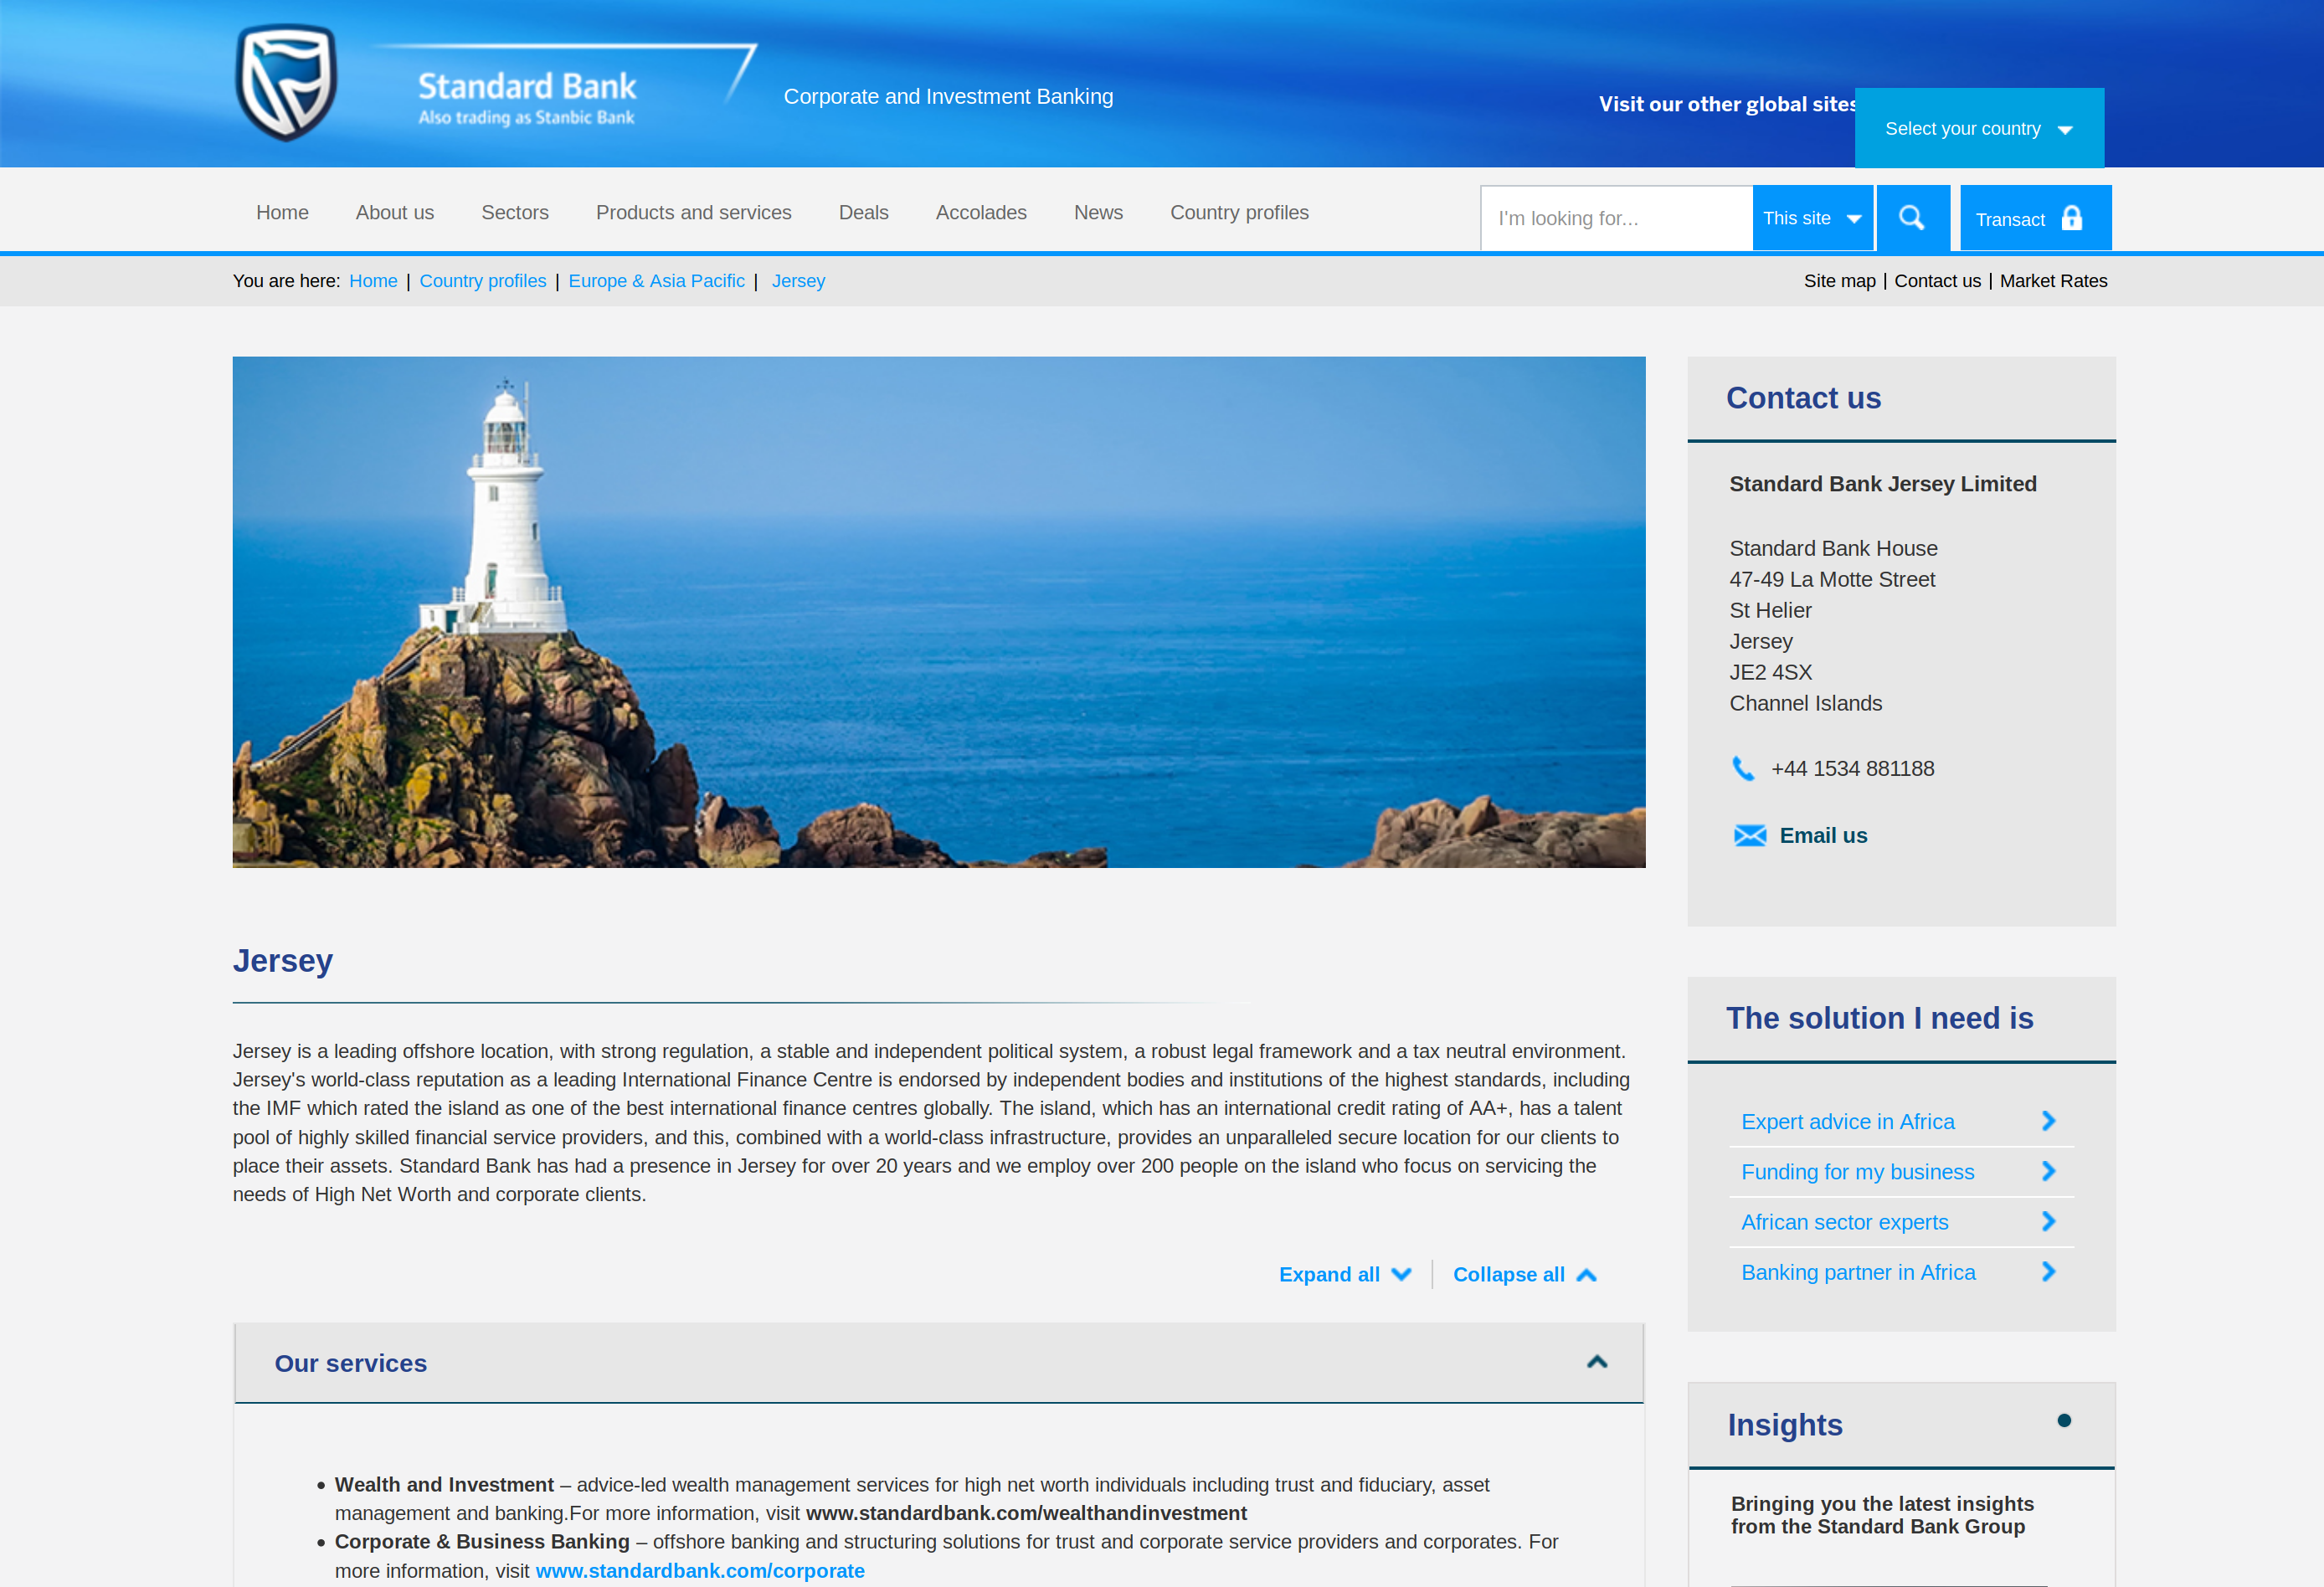 Standard Bank
Also trading as Stanbic Bank
Corporate and Investment Banking
Visit our other global sites
Select your country
Home About us Sectors Products and services Deals Accolades News Country profiles
I'm looking for...
This site
Transact
You are here: Home | Country profiles | Europe & Asia Pacific | Jersey
Site map | Contact us | Market Rates
Contact us
Standard Bank Jersey Limited
Standard Bank House
47-49 La Motte Street
St Helier
Jersey
JE2 4SX
Channel Islands
+44 1534 881188
Email us
Jersey
Jersey is a leading offshore location, with strong regulation, a stable and independent political system, a robust legal framework and a tax neutral environment.
Jersey's world-class reputation as a leading International Finance Centre is endorsed by independent bodies and institutions of the highest standards, including
the IMF which rated the island as one of the best international finance centres globally. The island, which has an international credit rating of AA+, has a talent
pool of highly skilled financial service providers, and this, combined with a world-class infrastructure, provides an unparalleled secure location for our clients to
place their assets. Standard Bank has had a presence in Jersey for over 20 years and we employ over 200 people on the island who focus on servicing the
needs of High Net Worth and corporate clients.
Expand all
Collapse all
Our services
• Wealth and Investment – advice-led wealth management services for high net worth individuals including trust and fiduciary, asset
management and banking.For more information, visit www.standardbank.com/wealthandinvestment
• Corporate & Business Banking – offshore banking and structuring solutions for trust and corporate service providers and corporates. For
more information, visit www.standardbank.com/corporate
The solution I need is
Expert advice in Africa
Funding for my business
African sector experts
Banking partner in Africa
Insights
Bringing you the latest insights
from the Standard Bank Group